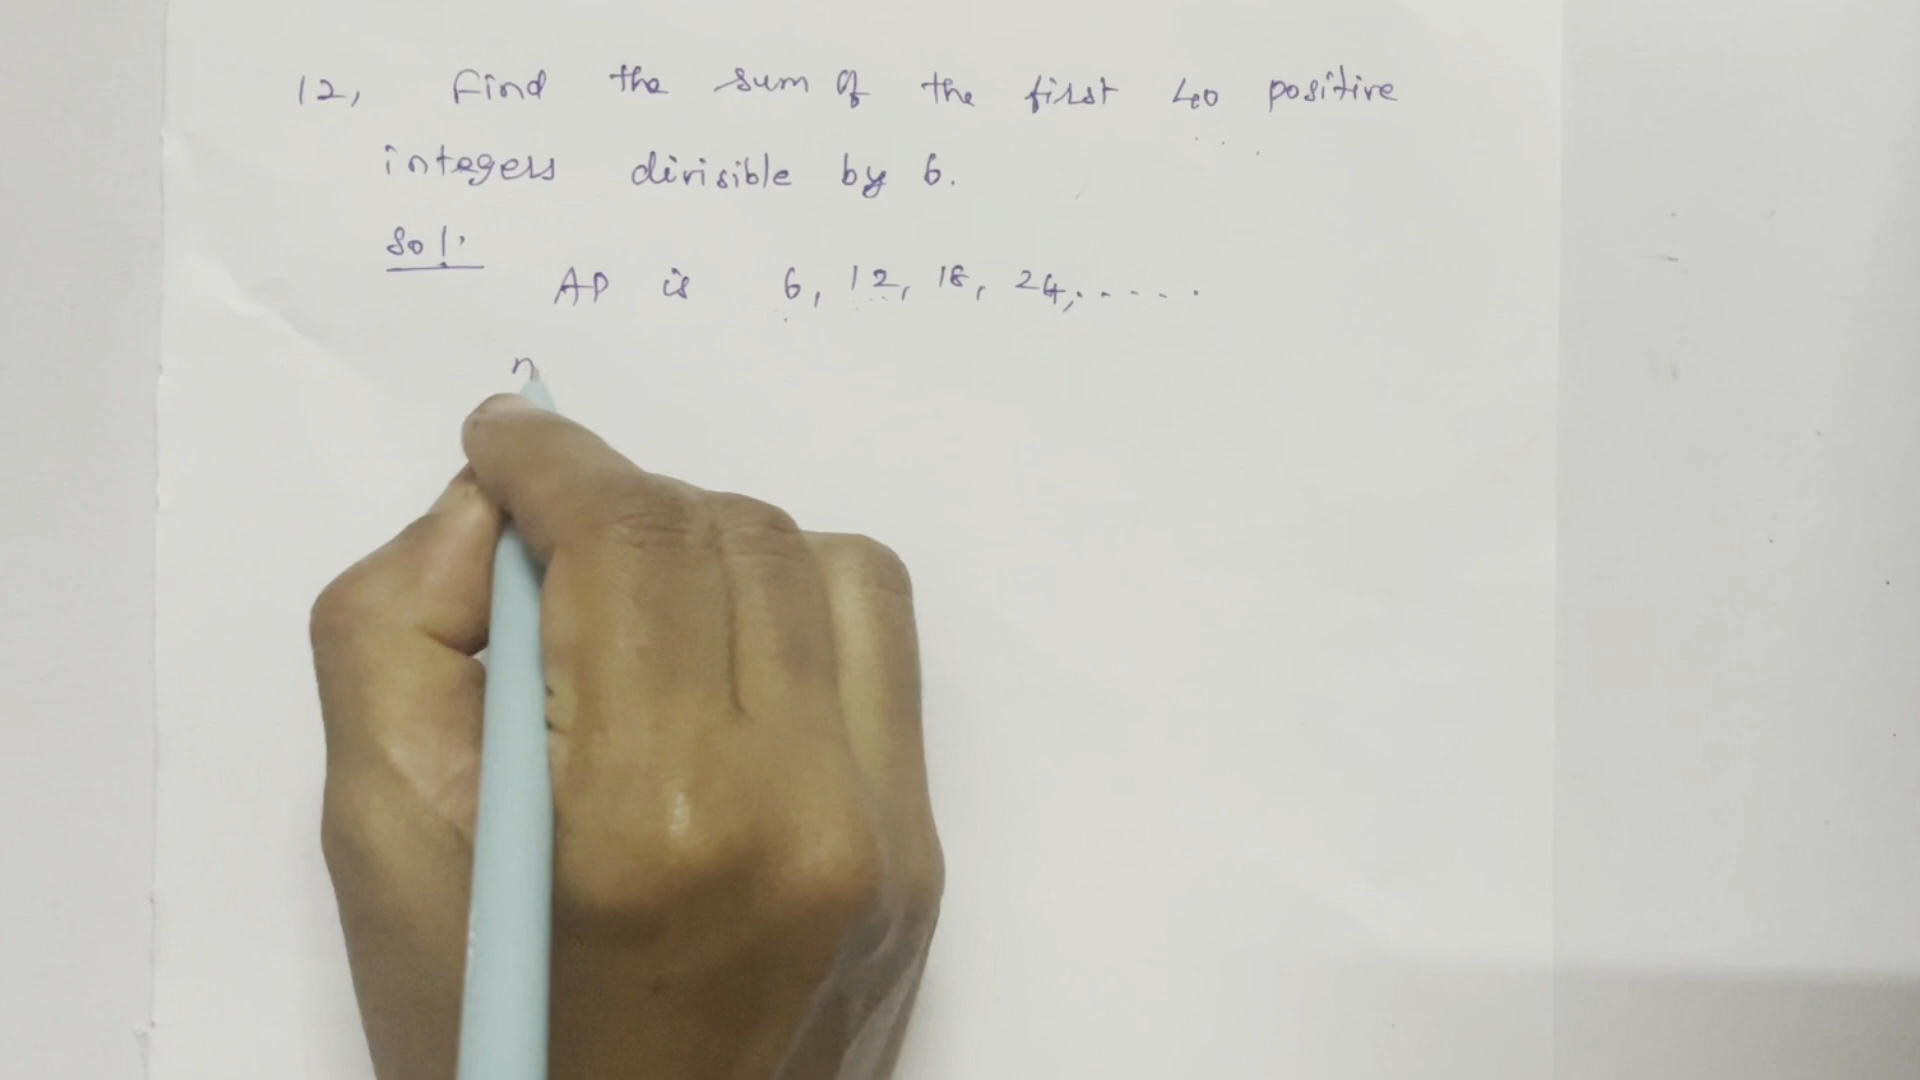 12, Find the sum of the first 40 positive
integers divisible by 6.
Sol:
AP is 6, 12, 18, 24,.....
n